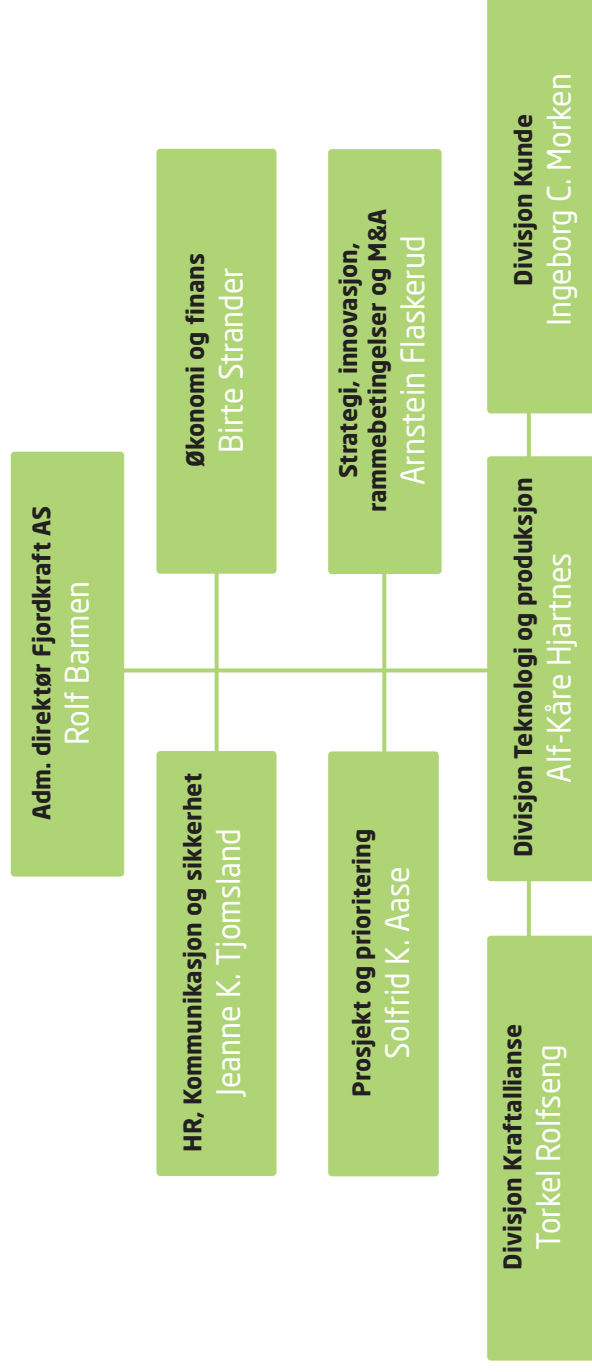 Adm. direktør Fjordkraft AS
Rolf Barmen
HR, Kommunikasjon og sikkerhet
Jeanne K. Tjomsland
Økonomi og finans
Birte Strander
Prosjekt og prioritering
Solfrid K. Aase
Strategi, innovasjon,
rammebetingelser og M&A
Arnstein Flaskerud
Divisjon Kraftallianse
Torkel Rolfseng
Divisjon Teknologi og produksjon
Alf-Kåre Hjartnes
Divisjon Kunde
Ingeborg C. Morken